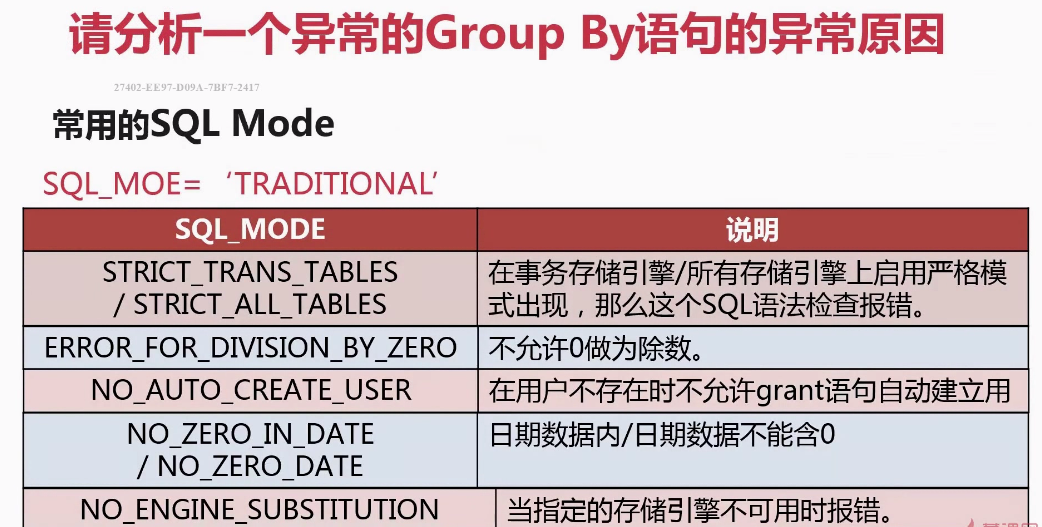 请分析一个异常的Group By语句的异常原因
27402-EE97-D09A-7BF7-2417
常用的SQL Mode
SQL_MOE=‘TRADITIONAL’
SQL_MODE 说明
STRICT_TRANS_TABLES
/ STRICT_ALL_TABLES
在事务存储引擎/所有存储引擎上启用严格模
式出现，那么这个SQL语法检查报错。
ERROR_FOR_DIVISION_BY_ZERO 不允许0做为除数。
NO_AUTO_CREATE_USER 在用户不存在时不允许grant语句自动建立用
NO_ZERO_IN_DATE
/ NO_ZERO_DATE
日期数据内/日期数据不能含0
NO_ENGINE_SUBSTITUTION 当指定的存储引擎不可用时报错。